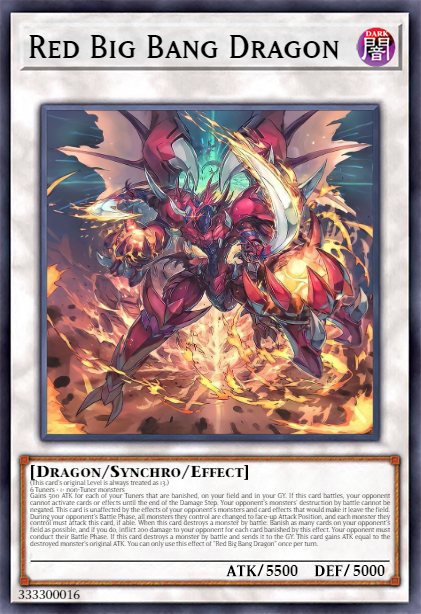 Red Big Bang Dragon
DARK
闇
[Dragon/Synchro/Effect]
(This card's original Level is always treated as 13.)
6 Tuners + 1+ non-Tuner monsters
Gains 500 ATK for each of your Tuners that are banished, on your field and in your GY. If this card battles, your opponent
cannot activate cards or effects until the end of the Damage Step. Your opponent's monsters' destruction by battle cannot be
negated. This card is unaffected by the effects of your opponent's monsters and card effects that would make it leave the field.
During your opponent's Battle Phase, all monsters they control are changed to face-up Attack Position, and each monster they
control must attack this card, if able. When this card destroys a monster by battle: Banish as many cards on your opponent's
field as possible, and if you do, inflict 200 damage to your opponent for each card banished by this effect. Your opponent must
conduct their Battle Phase. If this card destroys a monster by battle and sends it to the GY: This card gains ATK equal to the
destroyed monster's original ATK. You can only use this effect of "Red Big Bang Dragon" once per turn.
ATK/5500 DEF/5000
333300016